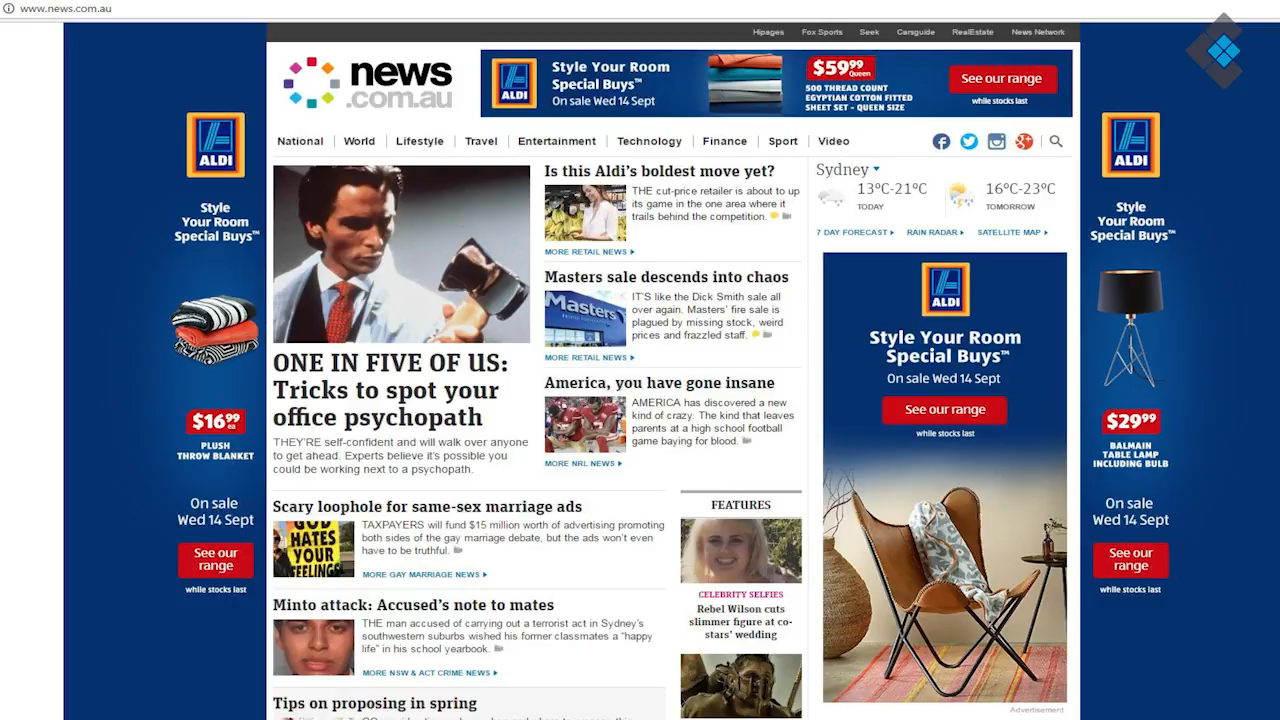 www.news.com.au
Hipages
Fox Sports
Seek
Carsguide
RealEstate
News Network
news
.com.au
ALDI
Style Your Room
Special Buys™
On sale Wed 14 Sept
$59.99
Queen
500 THREAD COUNT
EGYPTIAN COTTON FITTED
SHEET SET - QUEEN SIZE
See our range
while stocks last
National
World
Lifestyle
Travel
Entertainment
Technology
Finance
Sport
Video
ALDI
Style
Your Room
Special Buys™
$16.99
ea
PLUSH
THROW BLANKET
On sale
Wed 14 Sept
See our
range
while stocks last
ONE IN FIVE OF US:
Tricks to spot your
office psychopath
THEY'RE self-confident and will walk over anyone
to get ahead. Experts believe it's possible you
could be working next to a psychopath.
Is this Aldi's boldest move yet?
THE cut-price retailer is about to up
its game in the one area where it
trails behind the competition.
MORE RETAIL NEWS
Masters sale descends into chaos
Masters
IT'S like the Dick Smith sale all
over again. Masters' fire sale is
plagued by missing stock, weird
prices and frazzled staff.
MORE RETAIL NEWS
America, you have gone insane
AMERICA has discovered a new
kind of crazy. The kind that leaves
parents at a high school football
game baying for blood.
MORE NRL NEWS
Scary loophole for same-sex marriage ads
GOD
HATES
YOUR
FEELINGS
TAXPAYERS will fund $15 million worth of advertising promoting
both sides of the gay marriage debate, but the ads won't even
have to be truthful.
MORE GAY MARRIAGE NEWS
Minto attack: Accused's note to mates
THE man accused of carrying out a terrorist act in Sydney's
southwestern suburbs wished his former classmates a "happy
life" in his school yearbook.
MORE NSW & ACT CRIME NEWS
Tips on proposing in spring
FEATURES
CELEBRITY SELFIES
Rebel Wilson cuts
slimmer figure at co-
stars' wedding
Sydney
13ºC-21ºC
TODAY
16ºC-23ºC
TOMORROW
7 DAY FORECAST
RAIN RADAR
SATELLITE MAP
ALDI
Style Your Room
Special Buys™
On sale Wed 14 Sept
See our range
while stocks last
Advertisement
ALDI
Style
Your Room
Special Buys™
$29.99
BALMAIN
TABLE LAMP
INCLUDING BULB
On sale
Wed 14 Sept
See our
range
while stocks last